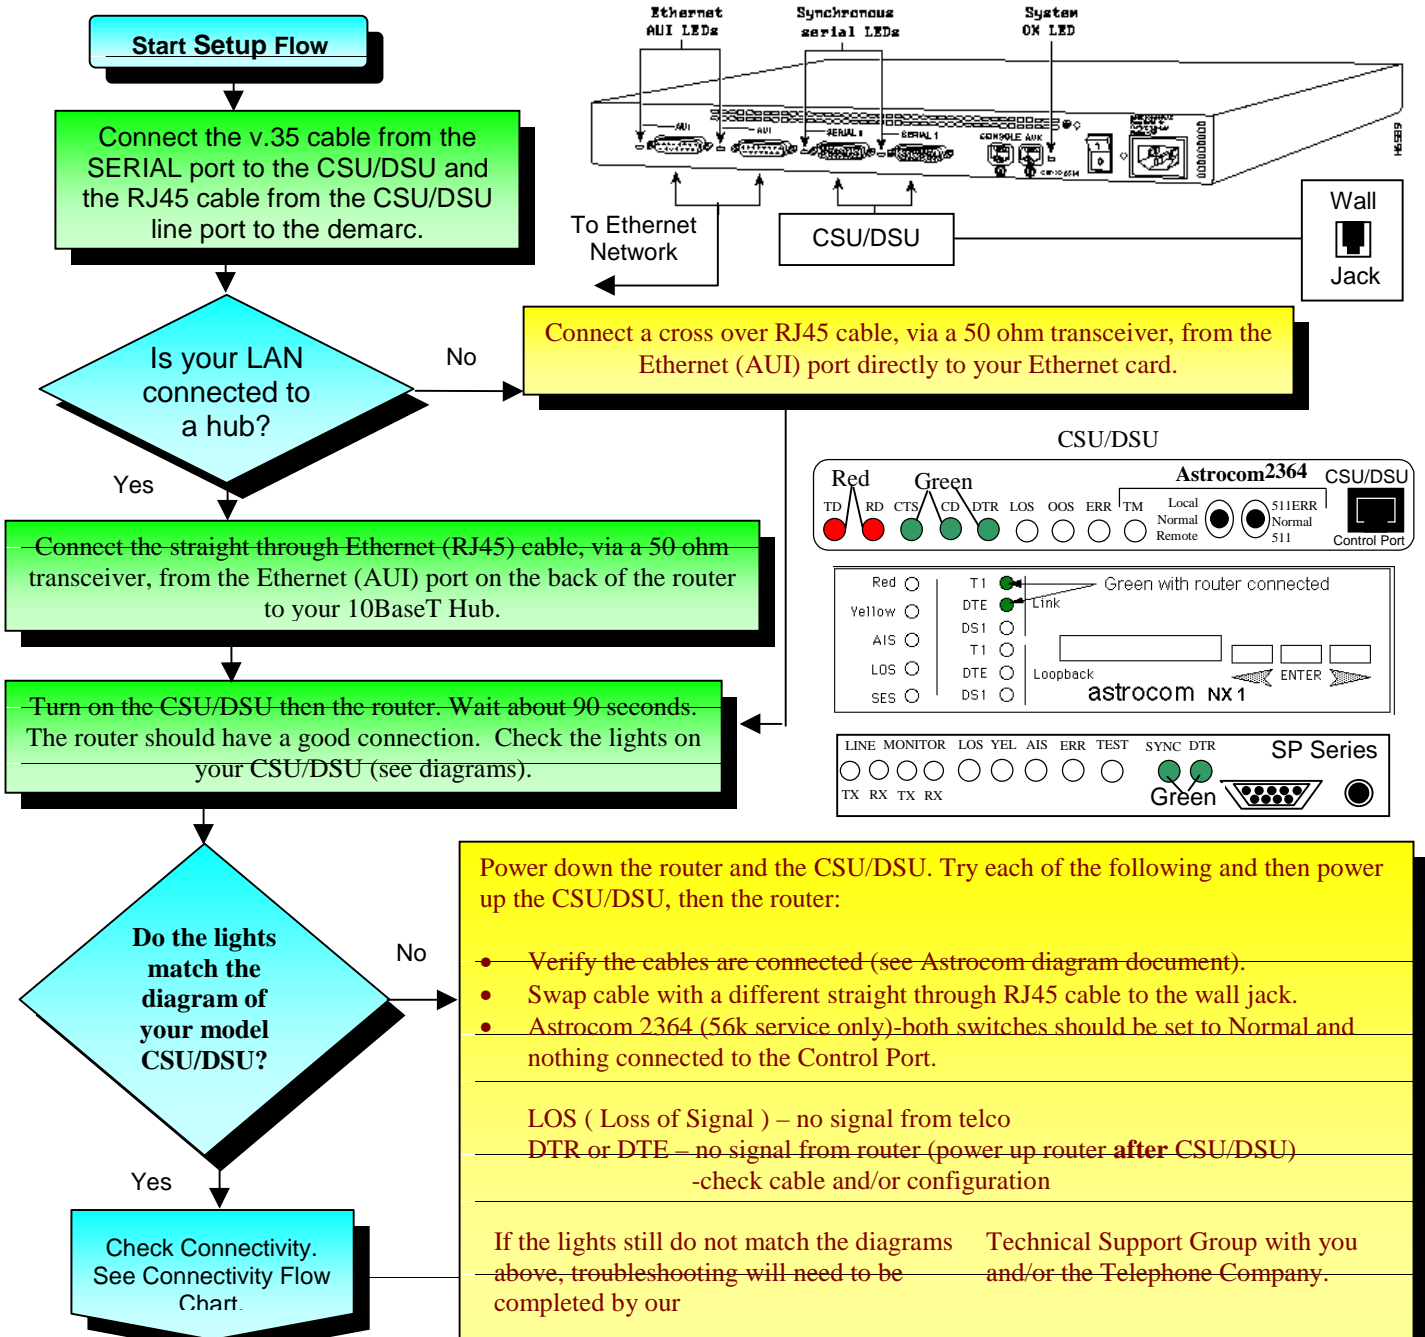 Start Setup Flow
Connect the v.35 cable from the
SERIAL port to the CSU/DSU and
the RJ45 cable from the CSU/DSU
line port to the demarc.
Ethernet
AUI LEDs
Synchronous
serial LEDs
System
OK LED
AUI
AUI
SERIAL 0
SERIAL 1
CONSOLE
AUX
H6599
To Ethernet
Network
CSU/DSU
Wall
Jack
Is your LAN
connected to
a hub?
No
Connect a cross over RJ45 cable, via a 50 ohm transceiver, from the
Ethernet (AUI) port directly to your Ethernet card.
Yes
Connect the straight through Ethernet (RJ45) cable, via a 50 ohm
transceiver, from the Ethernet (AUI) port on the back of the router
to your 10BaseT Hub.
Turn on the CSU/DSU then the router. Wait about 90 seconds.
The router should have a good connection.  Check the lights on
your CSU/DSU (see diagrams).
CSU/DSU
Red
Green
Astrocom2364
CSU/DSU
TD RD CTS CD DTR LOS OOS ERR TM
Local
Normal
Remote
511ERR
Normal
511
Control Port
Red
Yellow
AIS
LOS
SES
T1
DTE
DS1
Link
T1
DTE
DS1
Loopback
Green with router connected
ENTER
astrocom NX1
LINE MONITOR LOS YEL AIS ERR TEST SYNC DTR
SP Series
TX RX TX RX
Green
Do the lights
match the
diagram of
your model
CSU/DSU?
No
Power down the router and the CSU/DSU. Try each of the following and then power
up the CSU/DSU, then the router:
• Verify the cables are connected (see Astrocom diagram document).
• Swap cable with a different straight through RJ45 cable to the wall jack.
• Astrocom 2364 (56k service only)-both switches should be set to Normal and
nothing connected to the Control Port.
LOS ( Loss of Signal ) – no signal from telco
DTR or DTE – no signal from router (power up router after CSU/DSU)
-check cable and/or configuration
If the lights still do not match the diagrams
above, troubleshooting will need to be
completed by our
Technical Support Group with you
and/or the Telephone Company.
Yes
Check Connectivity.
See Connectivity Flow
Chart.